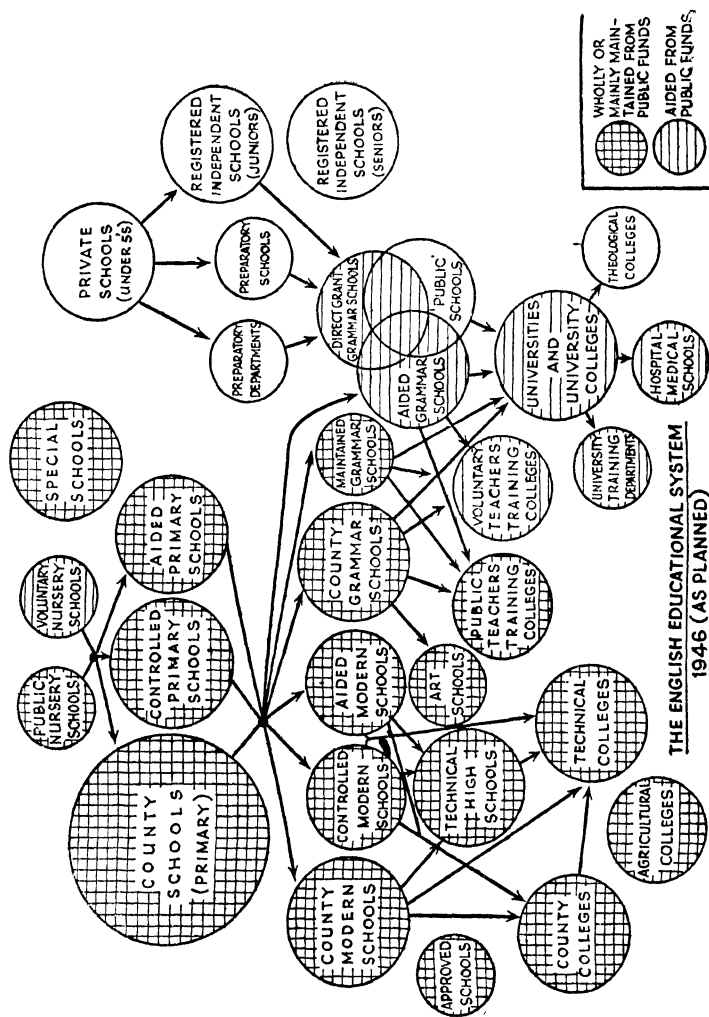 PUBLIC
NURSERY
SCHOOLS
VOLUNTARY
NURSERY
SCHOOLS
SPECIAL
SCHOOLS
PRIVATE
SCHOOLS
(UNDER 5'S)
COUNTY
SCHOOLS
(PRIMARY)
CONTROLLED
PRIMARY
SCHOOLS
AIDED
PRIMARY
SCHOOLS
PREPARATORY
DEPARTMENTS
PREPARATORY
SCHOOLS
REGISTERED
INDEPENDENT
SCHOOLS
(JUNIORS)
REGISTERED
INDEPENDENT
SCHOOLS
(SENIORS)
COUNTY
MODERN
SCHOOLS
CONTROLLED
MODERN
SCHOOLS
AIDED
MODERN
SCHOOLS
COUNTY
GRAMMAR
SCHOOLS
MAINTAINED
GRAMMAR
SCHOOLS
AIDED
GRAMMAR
SCHOOLS
DIRECT GRANT
GRAMMAR SCHOOLS
'PUBLIC'
SCHOOLS
APPROVED
SCHOOLS
TECHNICAL
HIGH
SCHOOLS
ART
SCHOOLS
PUBLIC
TEACHERS
TRAINING
COLLEGES
VOLUNTARY
TEACHERS
TRAINING
COLLEGES
UNIVERSITIES
AND
UNIVERSITY
COLLEGES
COUNTY
COLLEGES
AGRICULTURAL
COLLEGES
TECHNICAL
COLLEGES
UNIVERSITY
TRAINING
DEPARTMENTS
HOSPITAL
MEDICAL
SCHOOLS
THEOLOGICAL
COLLEGES
WHOLLY OR
MAINLY MAIN-
TAINED FROM
PUBLIC FUNDS
AIDED FROM
PUBLIC FUNDS
THE ENGLISH EDUCATIONAL SYSTEM
1946 (AS PLANNED)